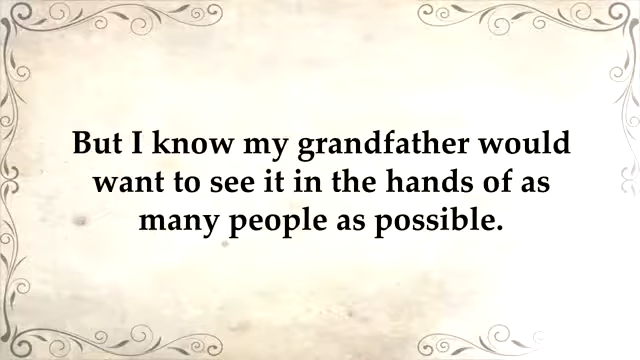 But I know my grandfather would
want to see it in the hands of as
many people as possible.